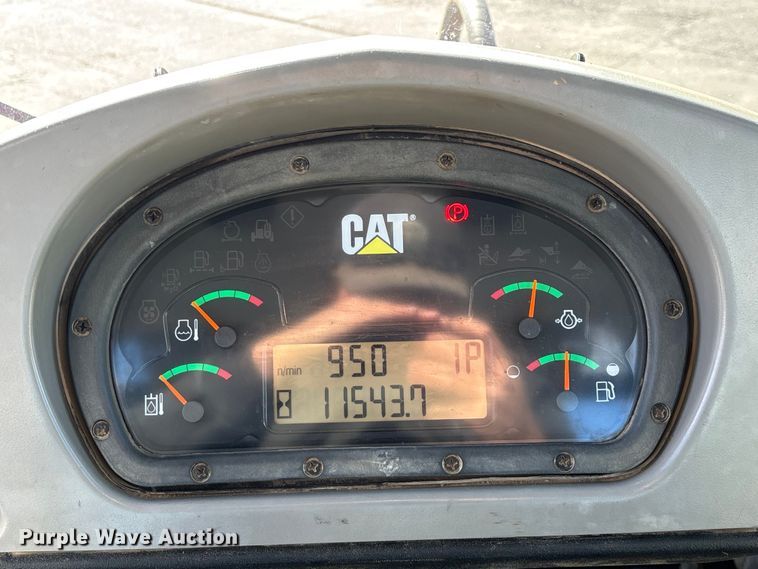 CAT®
P
n/min 950 1P
11543.7
Purple Wave Auction